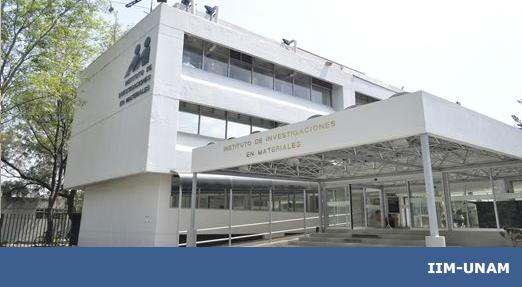 INSTITUTO DE
INVESTIGACIONES
EN MATERIALES
INSTITUTO DE INVESTIGACIONES
EN MATERIALES
IIM-UNAM